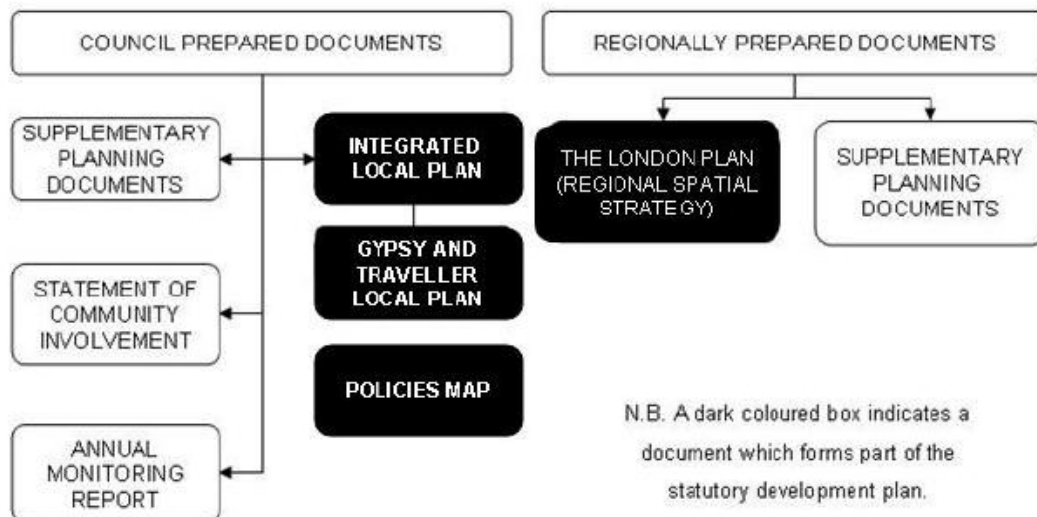 COUNCIL PREPARED DOCUMENTS
REGIONALLY PREPARED DOCUMENTS
SUPPLEMENTARY
PLANNING
DOCUMENTS
INTEGRATED
LOCAL PLAN
THE LONDON PLAN
(REGIONAL SPATIAL
STRATEGY)
SUPPLEMENTARY
PLANNING
DOCUMENTS
GYPSY AND
TRAVELLER
LOCAL PLAN
STATEMENT OF
COMMUNITY
INVOLVEMENT
POLICIES MAP
ANNUAL
MONITORING
REPORT
N.B. A dark coloured box indicates a
document which forms part of the
statutory development plan.